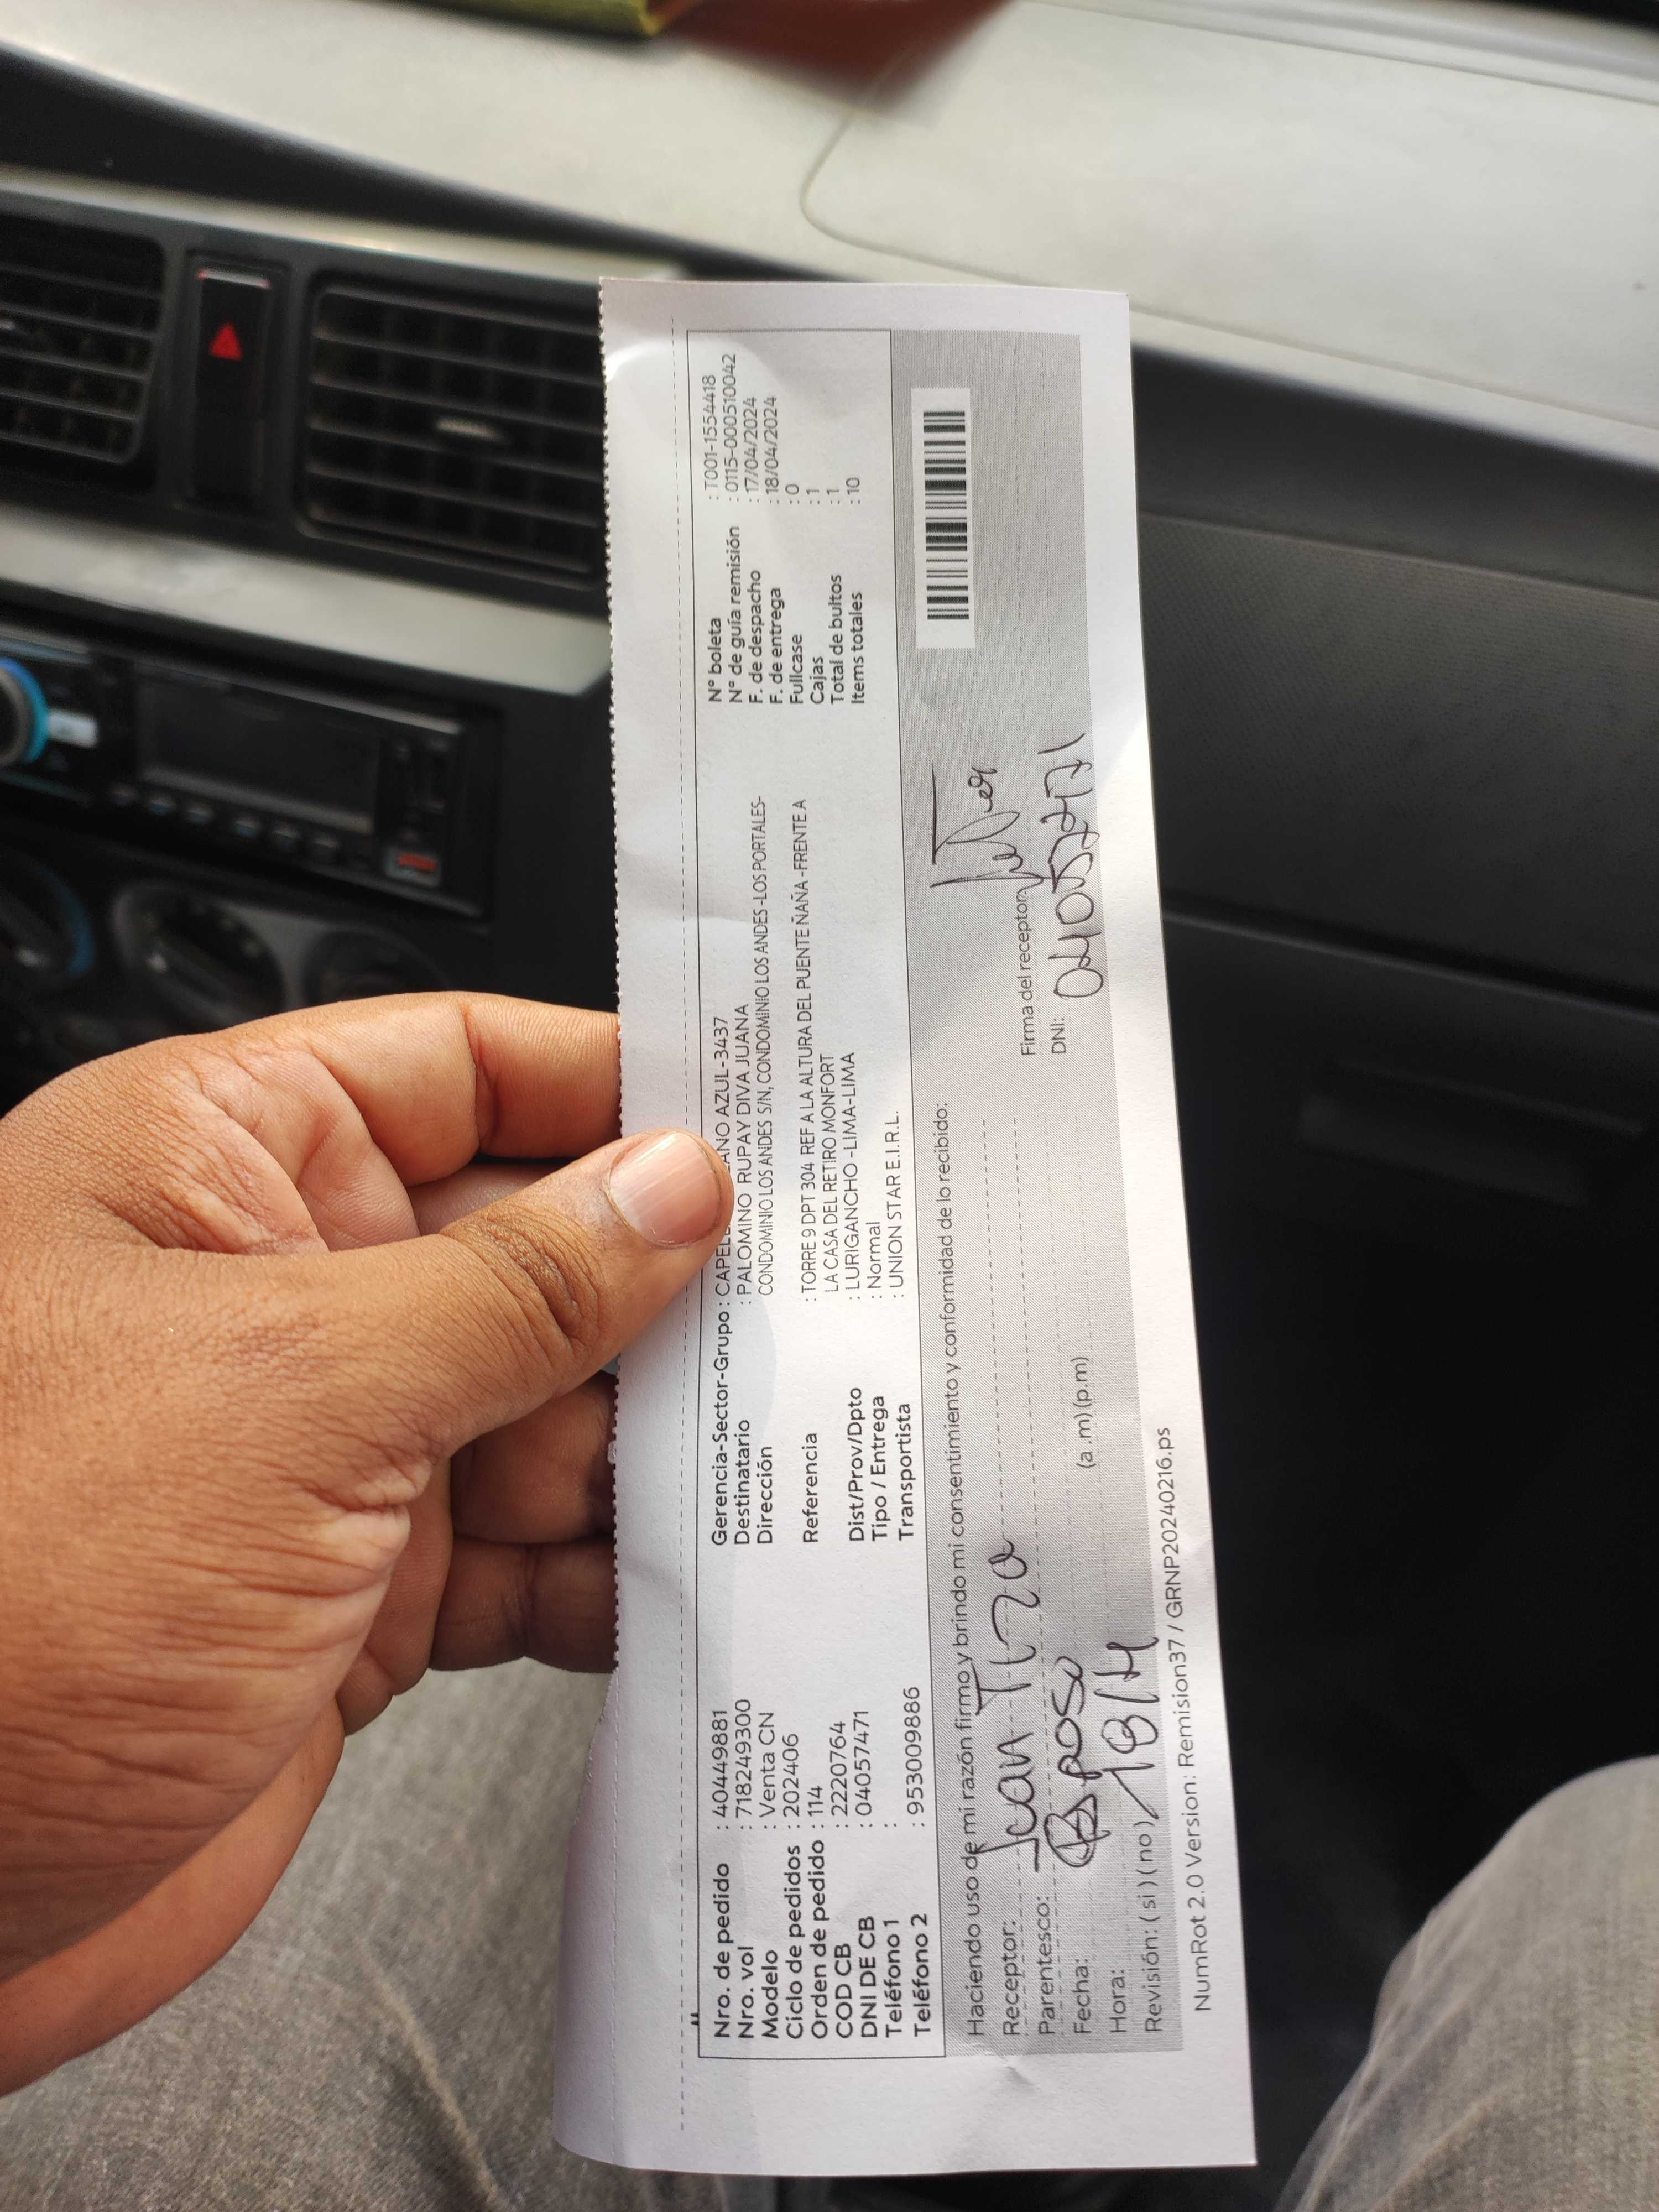 Nro. de pedido : 40449881
Nro. vol : 718249300
Modelo : Venta CN
Ciclo de pedidos : 202406
Orden de pedido : 114
COD CB : 2220764
DNI DE CB : 04057471
Teléfono 1 :
Teléfono 2 : 953009886
Gerencia-Sector-Grupo : AZUL-3437
Destinatario : PALOMINO RUPAY DIVA JUANA
Dirección CONDOMINIO LOS ANDES S/N, CONDOMINIO LOS ANDES -LOS PORTALES-
Referencia : TORRE 9 DPT 304 REF A LA ALTURA DEL PUENTE ÑAÑA -FRENTE A
LA CASA DEL RETIRO MONFORT
Dist/Prov/Dpto : LURIGANCHO -LIMA-LIMA
Tipo / Entrega : Normal
Transportista : UNION STAR E.I.R.L.
N° boleta : T001-1554418
N° de guía remisión : 0115-000510042
F. de despacho : 17/04/2024
F. de entrega : 18/04/2024
Fullcase : 0
Cajas : 1
Total de bultos : 1
Items totales : 10
Haciendo uso de mi razón firmo y brindo mi consentimiento y conformidad de lo recibido:
Receptor:
Parentesco: Esposo
Fecha: 18/4
Hora: (a.m) (p.m)
Revisión: ( si ) ( no )
Firma del receptor:
DNI:
NumRot 2.0 Version: Remision37 / GRNP20240216.ps